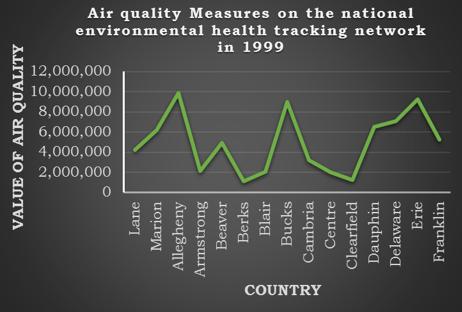 Air quality Measures on the national
environmental health tracking network
in 1999
VALUE OF AIR QUALITY
12,000,000
10,000,000
8,000,000
6,000,000
4,000,000
2,000,000
0
Lane
Marion
Allegheny
Armstrong
Beaver
Berks
Blair
Bucks
Cambria
Centre
Clearfield
Dauphin
Delaware
Erie
Franklin
COUNTRY